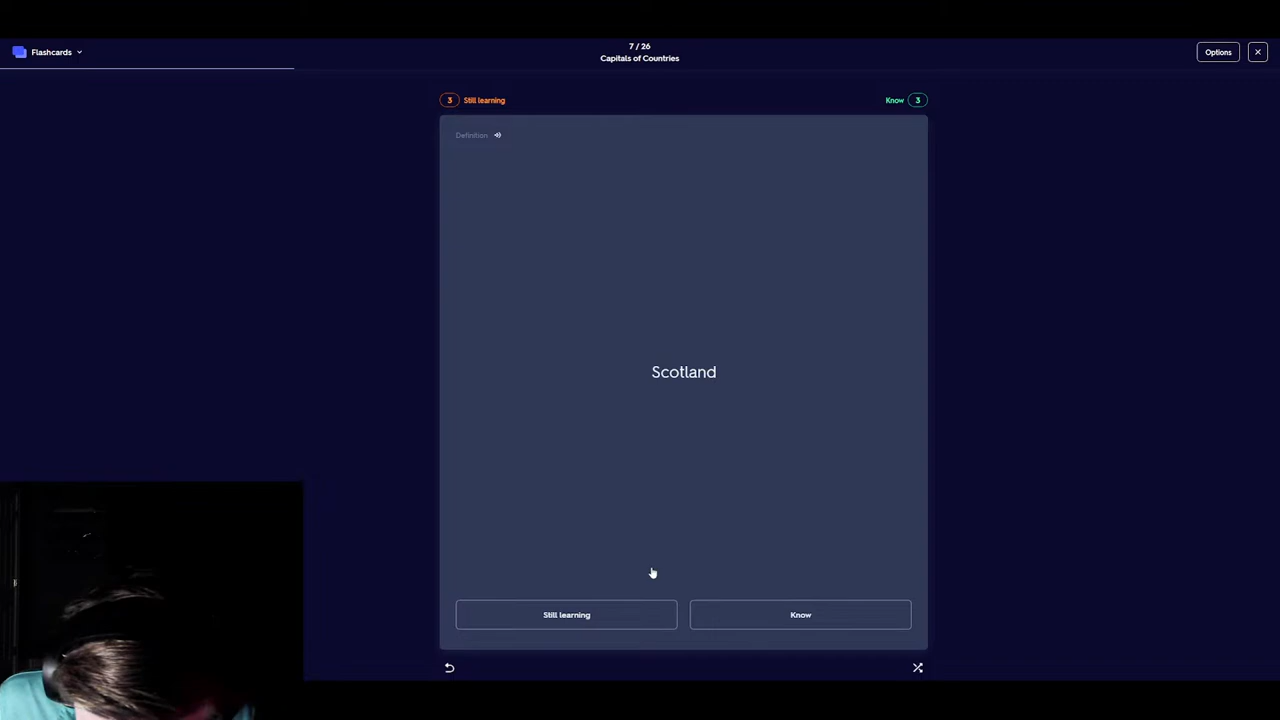 Flashcards
7 / 26
Capitals of Countries
Options
3 Still learning
Know 3
Definition
Scotland
Still learning
Know